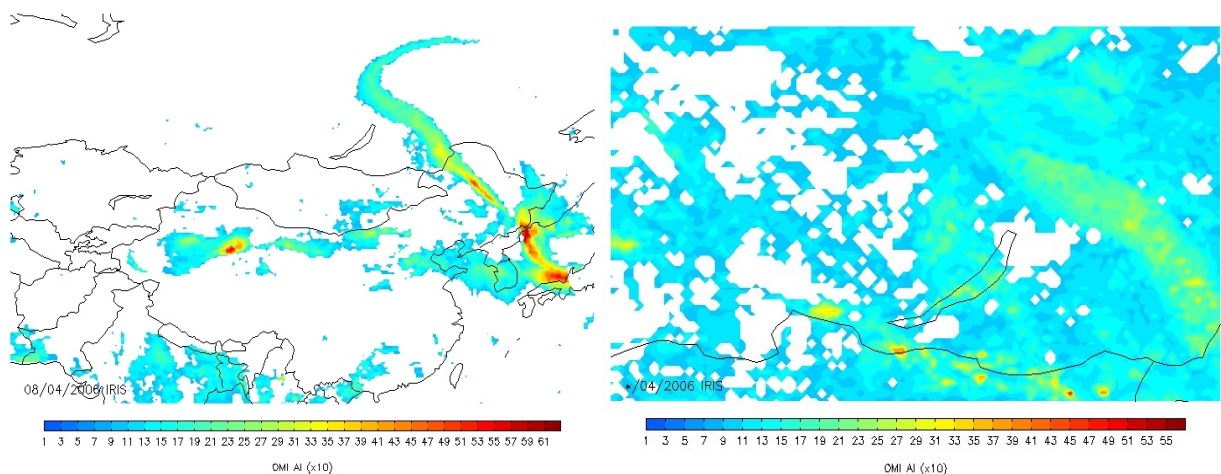 08/04/2006 IRIS
1 3 5 7 9 11 13 15 17 19 21 23 25 27 29 31 33 35 37 39 41 43 45 47 49 51 53 55 57 59 61
OMI AI (x10)
*/04/2006 IRIS
1 3 5 7 9 11 13 15 17 19 21 23 25 27 29 31 33 35 37 39 41 43 45 47 49 51 53 55
OMI AI (x10)